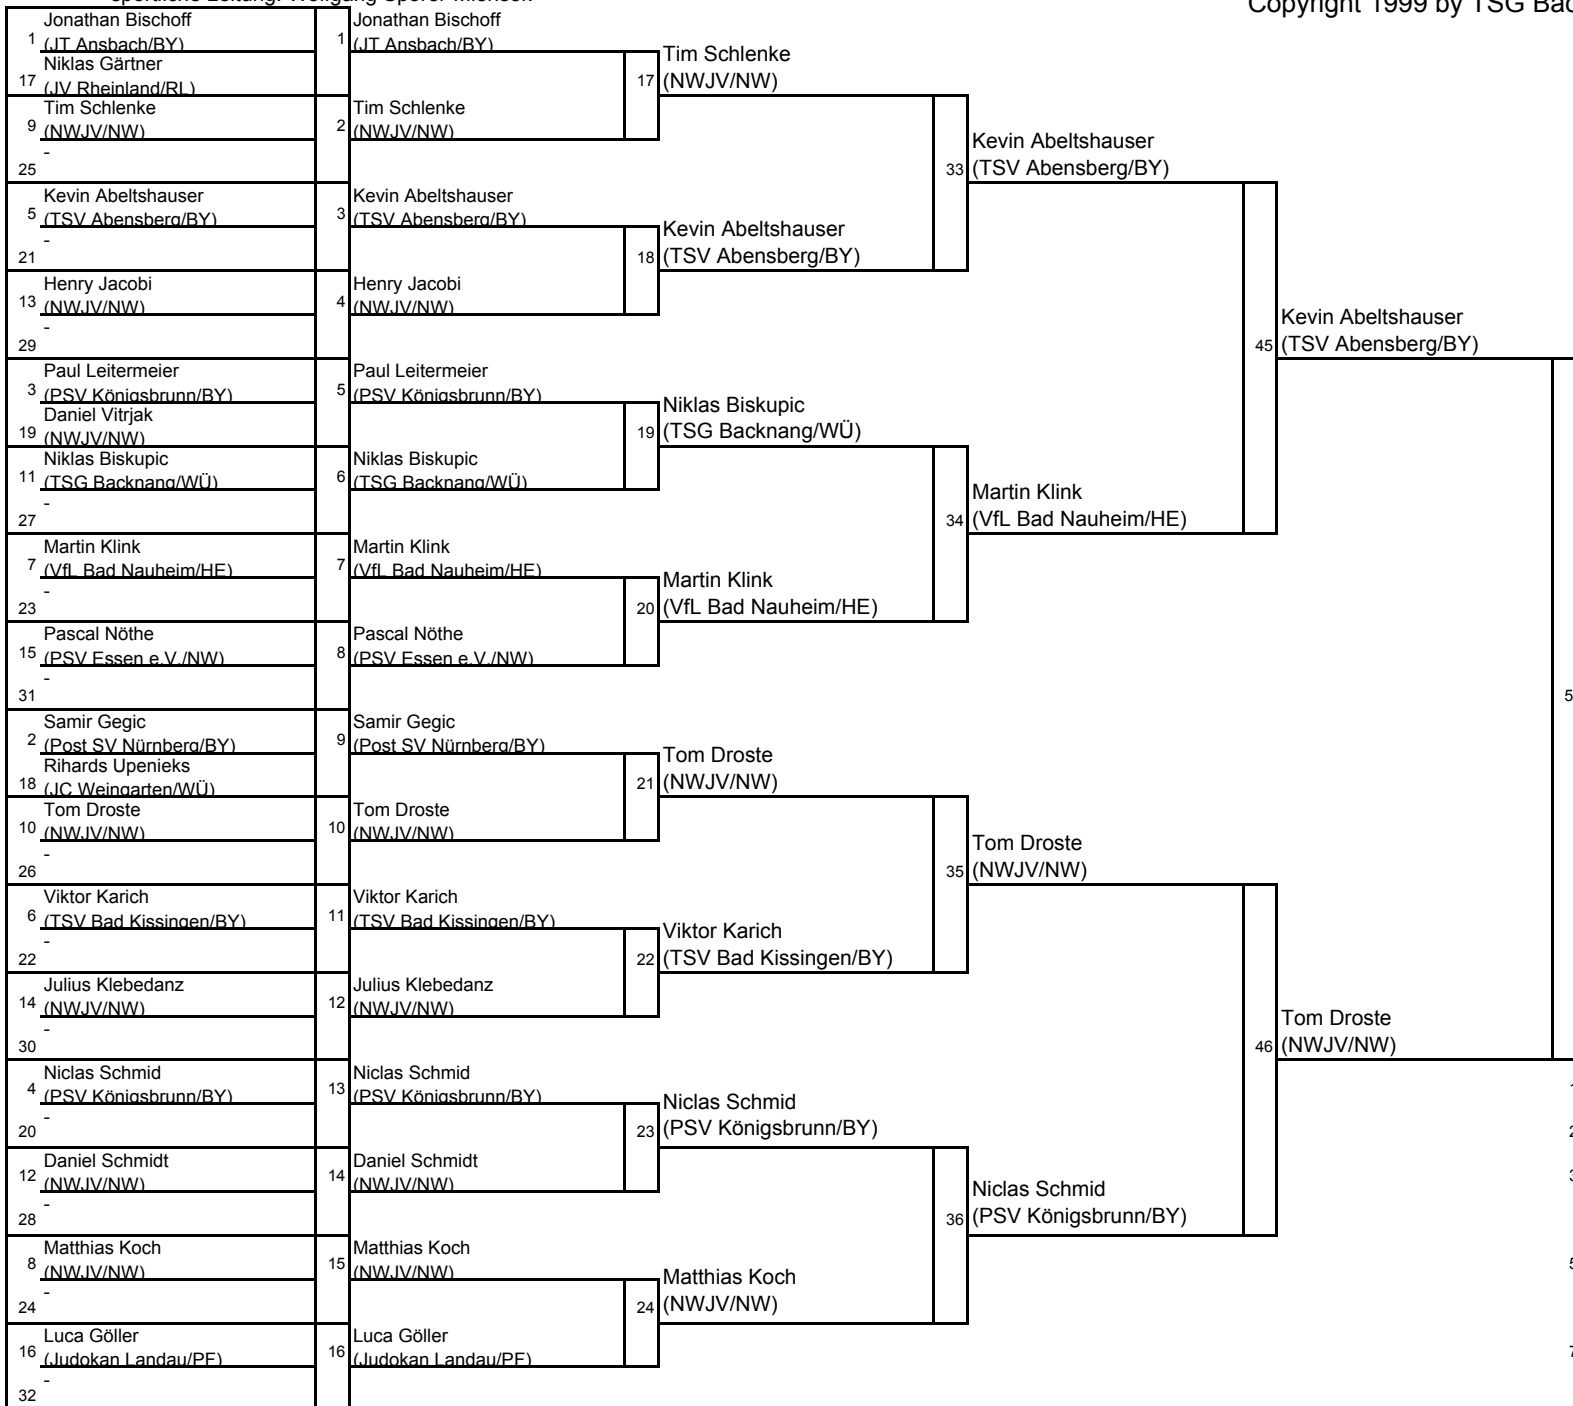 sportliche Leitung: Wolfgang Sporer-Miensok
Copyright 1999 by TSG Bac
1 Jonathan Bischoff
(JT Ansbach/BY)
17 Niklas Gärtner
(JV Rheinland/RL)
9 Tim Schlenke
(NWJV/NW)
25 -
5 Kevin Abeltshauser
(TSV Abensberg/BY)
21 -
13 Henry Jacobi
(NWJV/NW)
29 -
3 Paul Leitermeier
(PSV Königsbrunn/BY)
19 Daniel Vitrjak
(NWJV/NW)
11 Niklas Biskupic
(TSG Backnang/WÜ)
27 -
7 Martin Klink
(VfL Bad Nauheim/HE)
23 -
15 Pascal Nöthe
(PSV Essen e.V./NW)
31 -
2 Samir Gegic
(Post SV Nürnberg/BY)
18 Rihards Upenieks
(JC Weingarten/WÜ)
10 Tom Droste
(NWJV/NW)
26 -
6 Viktor Karich
(TSV Bad Kissingen/BY)
22 -
14 Julius Klebedanz
(NWJV/NW)
30 -
4 Niclas Schmid
(PSV Königsbrunn/BY)
20 -
12 Daniel Schmidt
(NWJV/NW)
28 -
8 Matthias Koch
(NWJV/NW)
24 -
16 Luca Göller
(Judokan Landau/PF)
32 -
1 Jonathan Bischoff
(JT Ansbach/BY)
2 Tim Schlenke
(NWJV/NW)
3 Kevin Abeltshauser
(TSV Abensberg/BY)
4 Henry Jacobi
(NWJV/NW)
5 Paul Leitermeier
(PSV Königsbrunn/BY)
6 Niklas Biskupic
(TSG Backnang/WÜ)
7 Martin Klink
(VfL Bad Nauheim/HE)
8 Pascal Nöthe
(PSV Essen e.V./NW)
9 Samir Gegic
(Post SV Nürnberg/BY)
10 Tom Droste
(NWJV/NW)
11 Viktor Karich
(TSV Bad Kissingen/BY)
12 Julius Klebedanz
(NWJV/NW)
13 Niclas Schmid
(PSV Königsbrunn/BY)
14 Daniel Schmidt
(NWJV/NW)
15 Matthias Koch
(NWJV/NW)
16 Luca Göller
(Judokan Landau/PF)
17 Tim Schlenke
(NWJV/NW)
18 Kevin Abeltshauser
(TSV Abensberg/BY)
19 Niklas Biskupic
(TSG Backnang/WÜ)
20 Martin Klink
(VfL Bad Nauheim/HE)
21 Tom Droste
(NWJV/NW)
22 Viktor Karich
(TSV Bad Kissingen/BY)
23 Niclas Schmid
(PSV Königsbrunn/BY)
24 Matthias Koch
(NWJV/NW)
33 Kevin Abeltshauser
(TSV Abensberg/BY)
34 Martin Klink
(VfL Bad Nauheim/HE)
35 Tom Droste
(NWJV/NW)
36 Niclas Schmid
(PSV Königsbrunn/BY)
45 Kevin Abeltshauser
(TSV Abensberg/BY)
46 Tom Droste
(NWJV/NW)
5